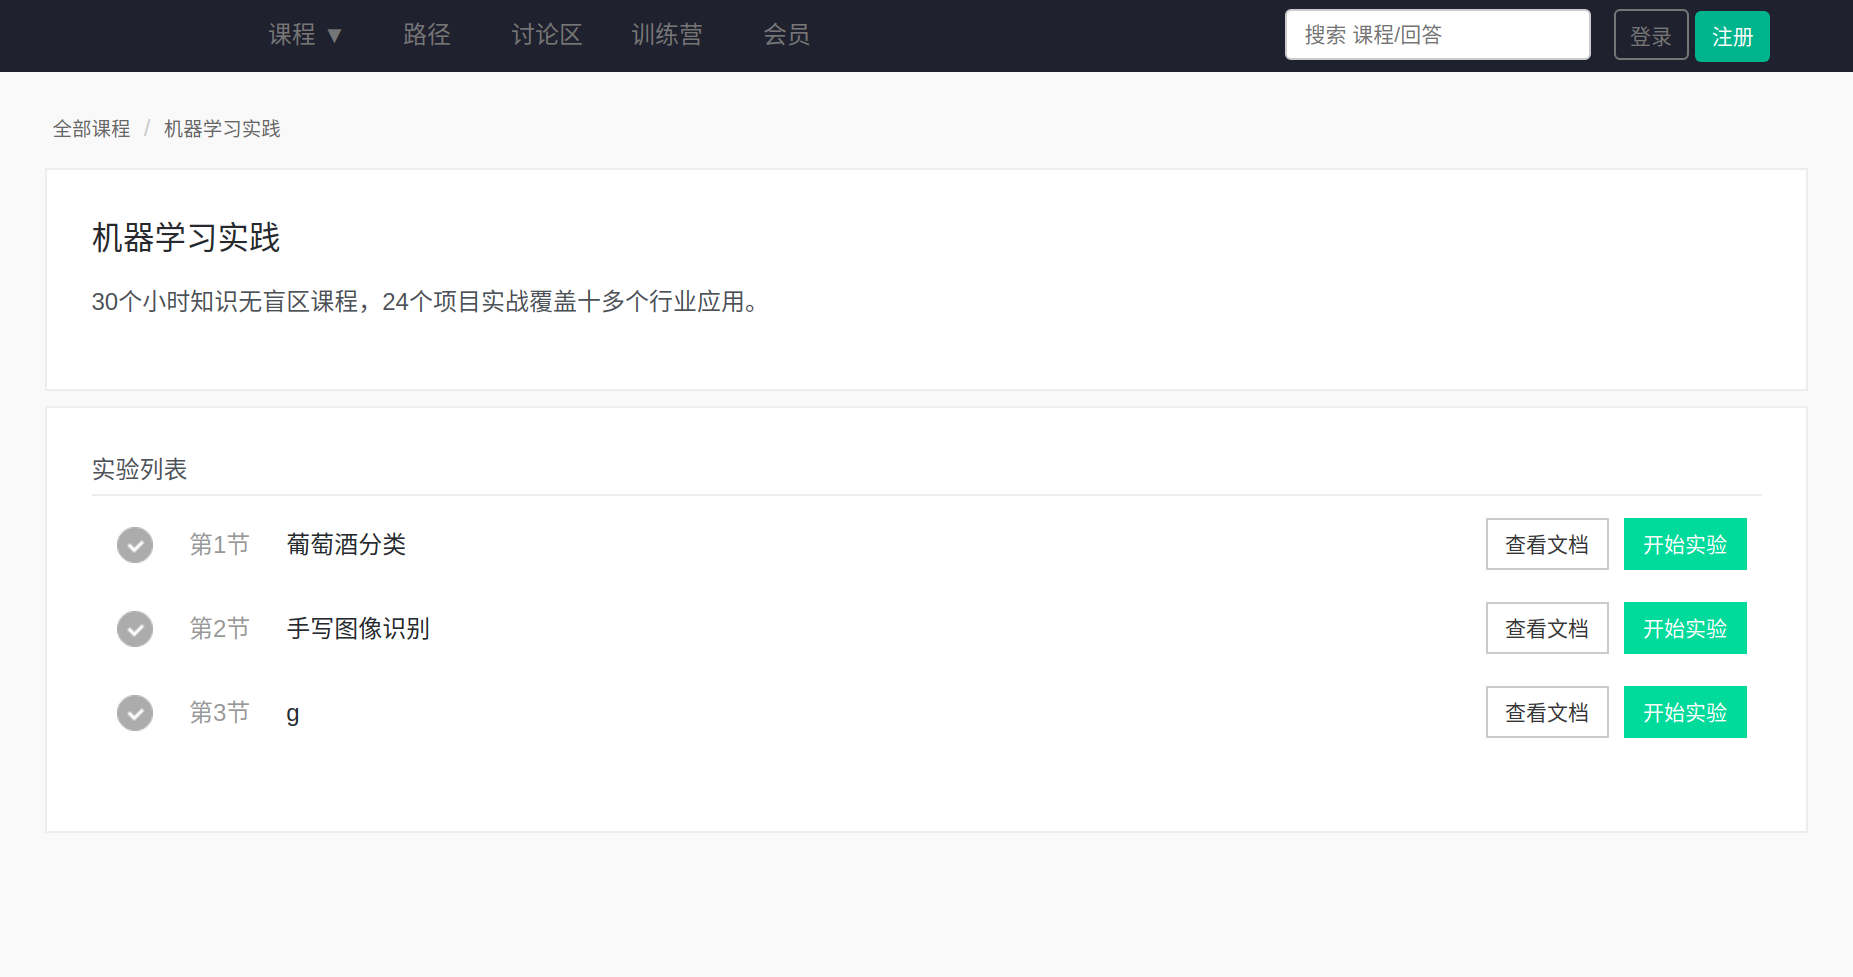 课程 ▼ 路径 讨论区 训练营 会员 搜索 课程/回答 登录 注册
全部课程 / 机器学习实践
机器学习实践
30个小时知识无盲区课程，24个项目实战覆盖十多个行业应用。
实验列表
第1节 葡萄酒分类 查看文档 开始实验
第2节 手写图像识别 查看文档 开始实验
第3节 g 查看文档 开始实验